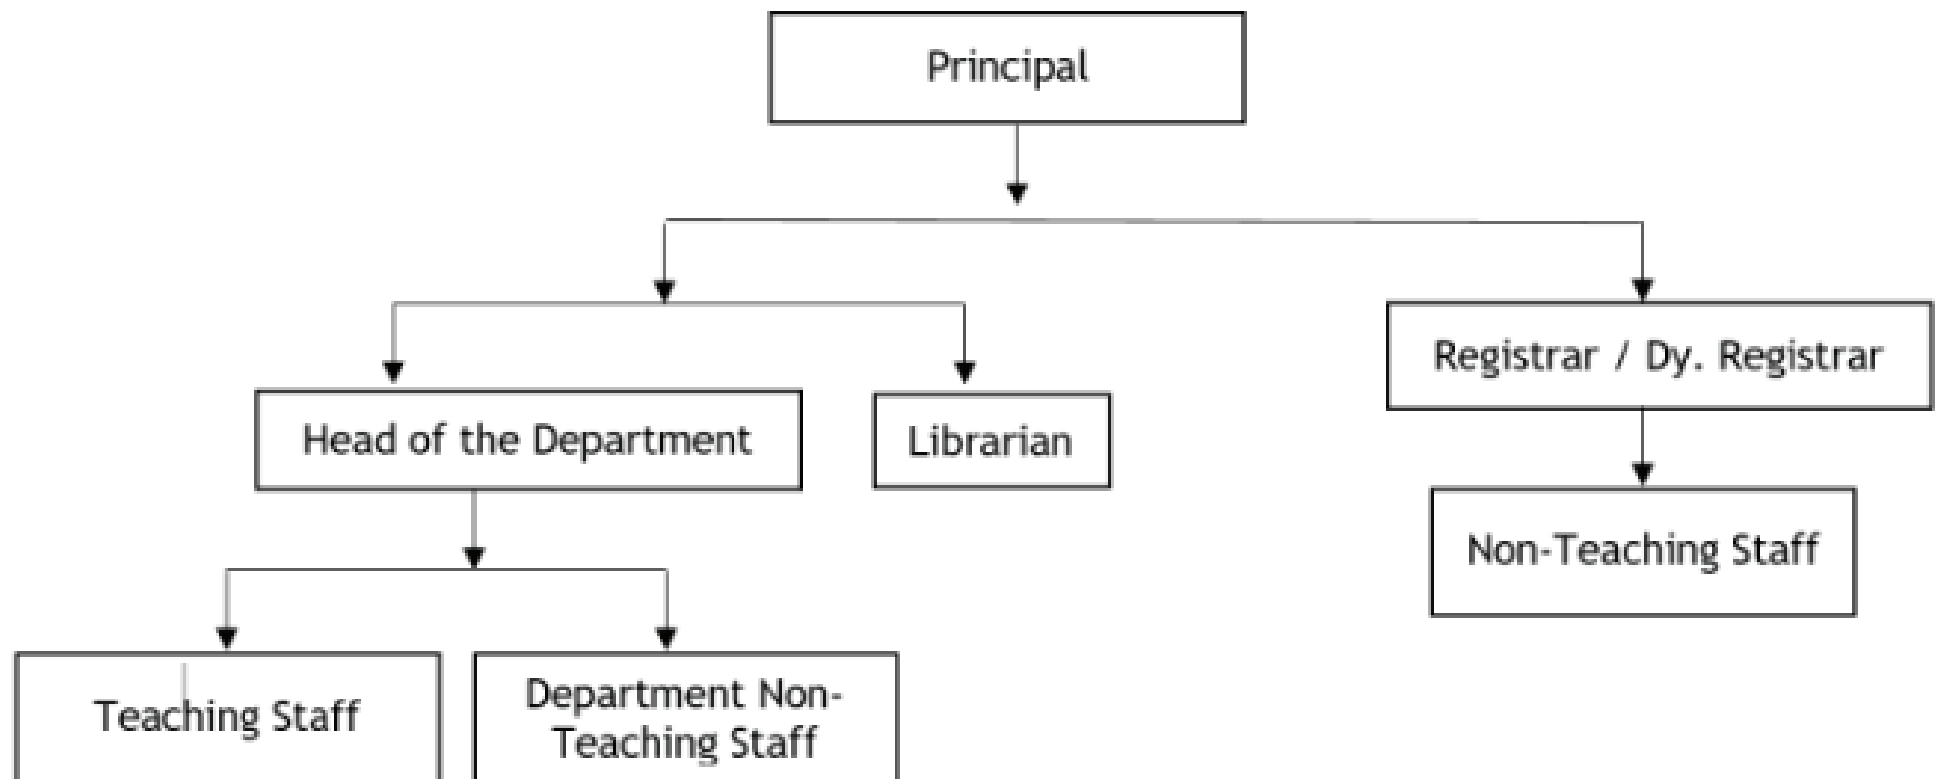 Principal
Registrar / Dy. Registrar
Head of the Department
Librarian
Non-Teaching Staff
Teaching Staff
Department Non-
Teaching Staff